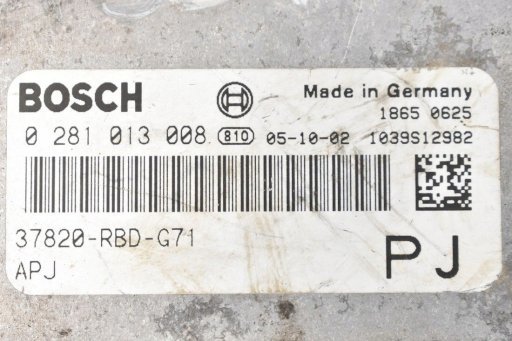 BOSCH Made in Germany
1865 0625
0 281 013 008 810 05-10-02 1039S12982
37820-RBD-G71
APJ PJ